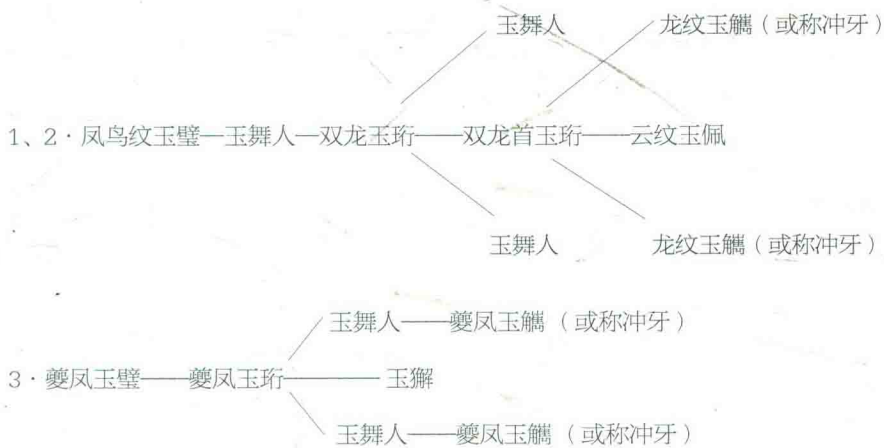 玉舞人 龙纹玉觿（或称冲牙）
1、2·凤鸟纹玉璧—玉舞人—双龙玉珩——双龙首玉珩——云纹玉佩
玉舞人 龙纹玉觿（或称冲牙）
玉舞人——夔凤玉觿（或称冲牙）
3·夔凤玉璧——夔凤玉珩————玉獬
玉舞人——夔凤玉觿（或称冲牙）